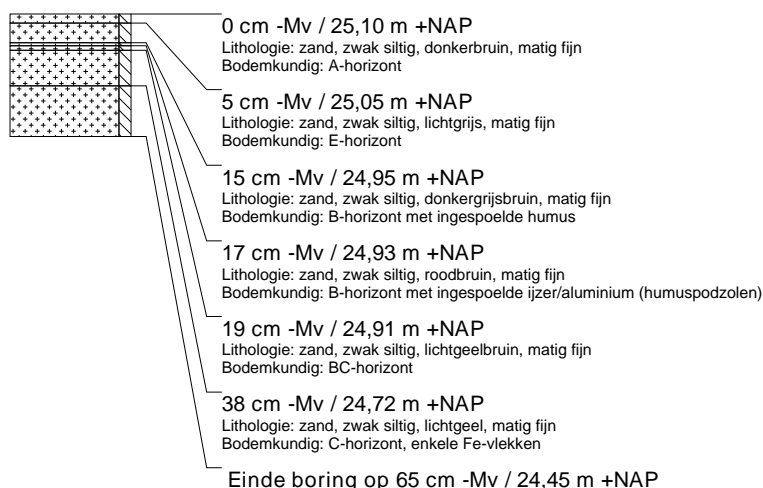 0 cm -Mv / 25,10 m +NAP
Lithologie: zand, zwak siltig, donkerbruin, matig fijn
Bodemkundig: A-horizont
5 cm -Mv / 25,05 m +NAP
Lithologie: zand, zwak siltig, lichtgrijs, matig fijn
Bodemkundig: E-horizont
15 cm -Mv / 24,95 m +NAP
Lithologie: zand, zwak siltig, donkergrijsbruin, matig fijn
Bodemkundig: B-horizont met ingespoelde humus
17 cm -Mv / 24,93 m +NAP
Lithologie: zand, zwak siltig, roodbruin, matig fijn
Bodemkundig: B-horizont met ingespoelde ijzer/aluminium (humuspodzolen)
19 cm -Mv / 24,91 m +NAP
Lithologie: zand, zwak siltig, lichtgeelbruin, matig fijn
Bodemkundig: BC-horizont
38 cm -Mv / 24,72 m +NAP
Lithologie: zand, zwak siltig, lichtgeel, matig fijn
Bodemkundig: C-horizont, enkele Fe-vlekken
Einde boring op 65 cm -Mv / 24,45 m +NAP